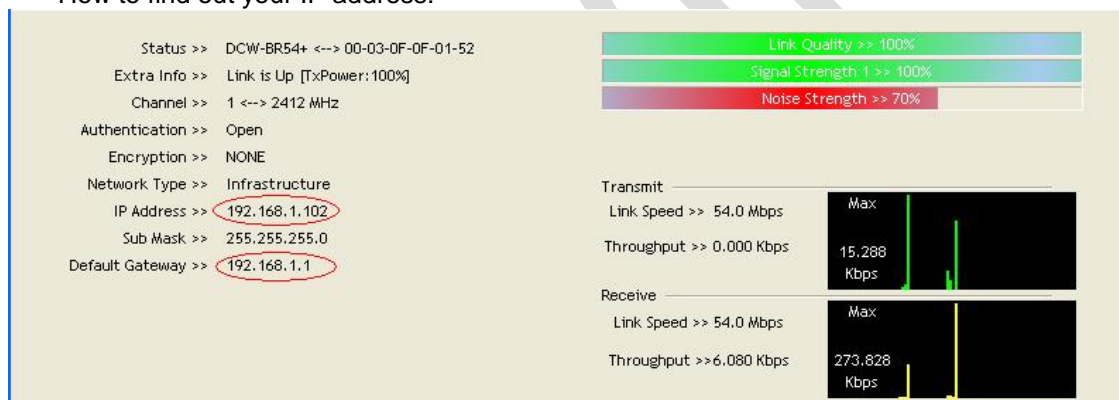 How to find out your IP address:
Status >> DCW-BR54+ <--> 00-03-0F-0F-01-52
Extra Info >> Link is Up [TxPower:100%]
Channel >> 1 <--> 2412 MHz
Authentication >> Open
Encryption >> NONE
Network Type >> Infrastructure
IP Address >> 192.168.1.102
Sub Mask >> 255.255.255.0
Default Gateway >> 192.168.1.1
Link Quality >> 100%
Signal Strength 1 >> 100%
Noise Strength >> 70%
Transmit
Link Speed >> 54.0 Mbps
Throughput >> 0.000 Kbps
Max
15.288
Kbps
Receive
Link Speed >> 54.0 Mbps
Throughput >>6.080 Kbps
Max
273.828
Kbps